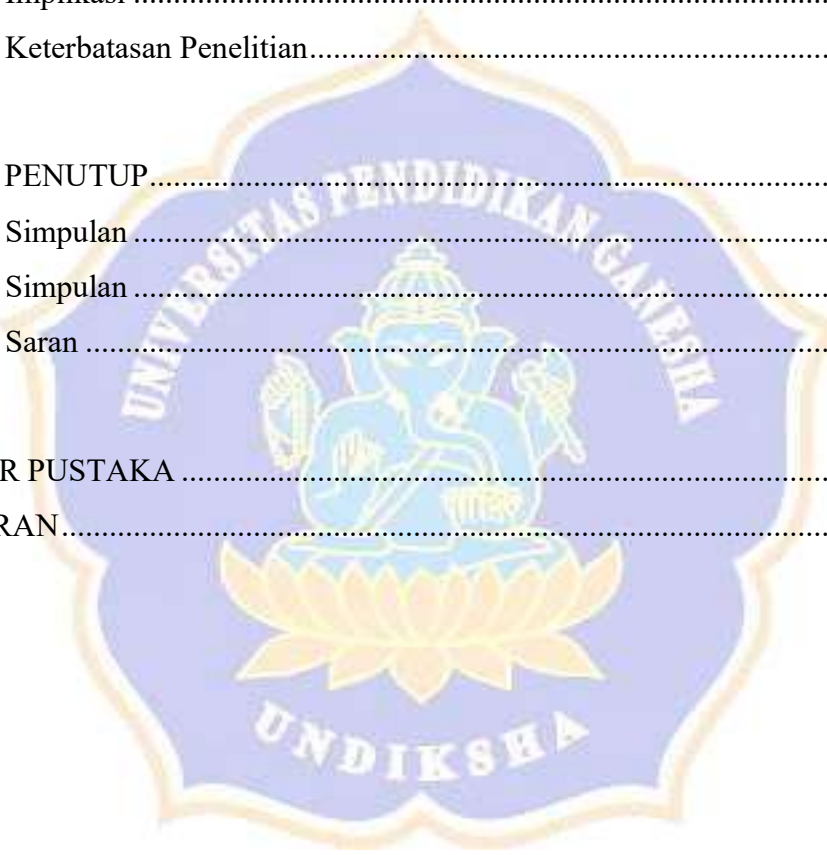 Implikasi ....................................................................................
Keterbatasan Penelitian..................................................................
PENUTUP.....................................................................................
Simpulan ......................................................................................
Simpulan ......................................................................................
Saran ............................................................................................
R PUSTAKA ..................................................................................
RAN................................................................................................
UNIVERSITAS PENDIDIKAN GANESHA
UNDIKSHA